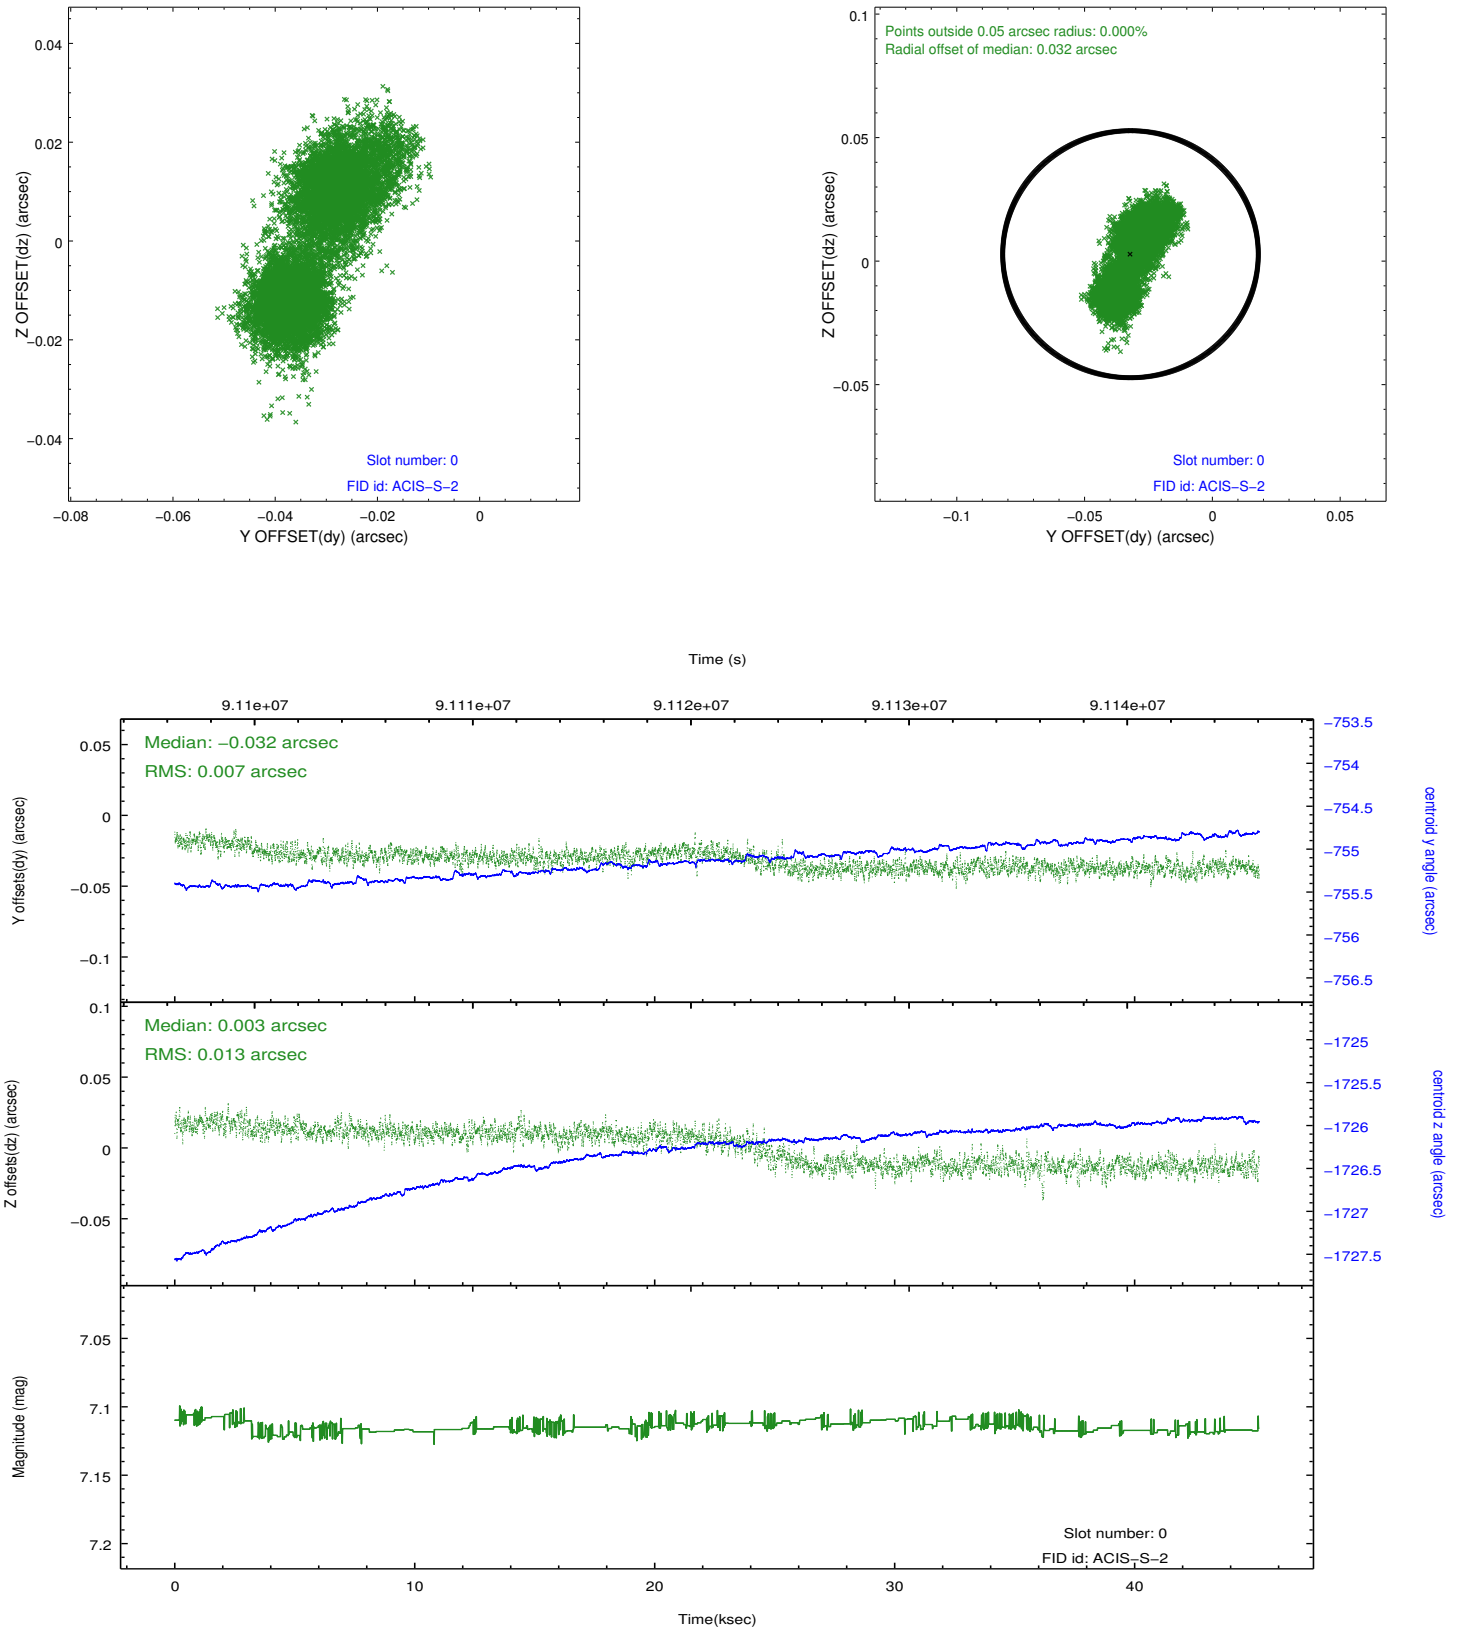 0.04
0.02
0
−0.02
−0.04
Z OFFSET(dz) (arcsec)
Slot number: 0
FID id: ACIS−S−2
−0.08
−0.06
−0.04
−0.02
0
Y OFFSET(dy) (arcsec)
0.1
0.05
0
−0.05
Z OFFSET(dz) (arcsec)
Points outside 0.05 arcsec radius: 0.000%
Radial offset of median: 0.032 arcsec
Slot number: 0
FID id: ACIS−S−2
−0.1
−0.05
0
0.05
Y OFFSET(dy) (arcsec)
Time (s)
9.11e+07
9.111e+07
9.112e+07
9.113e+07
9.114e+07
Median: −0.032 arcsec
RMS: 0.007 arcsec
0.05
0
−0.05
−0.1
Y offsets(dy) (arcsec)
−753.5
−754
−754.5
−755
−755.5
−756
−756.5
centroid y angle (arcsec)
Median: 0.003 arcsec
RMS: 0.013 arcsec
0.1
0.05
0
−0.05
Z offsets(dz) (arcsec)
−1725
−1725.5
−1726
−1726.5
−1727
−1727.5
centroid z angle (arcsec)
7.05
7.1
7.15
7.2
Magnitude (mag)
Slot number: 0
FID id: ACIS−S−2
0
10
20
30
40
Time(ksec)